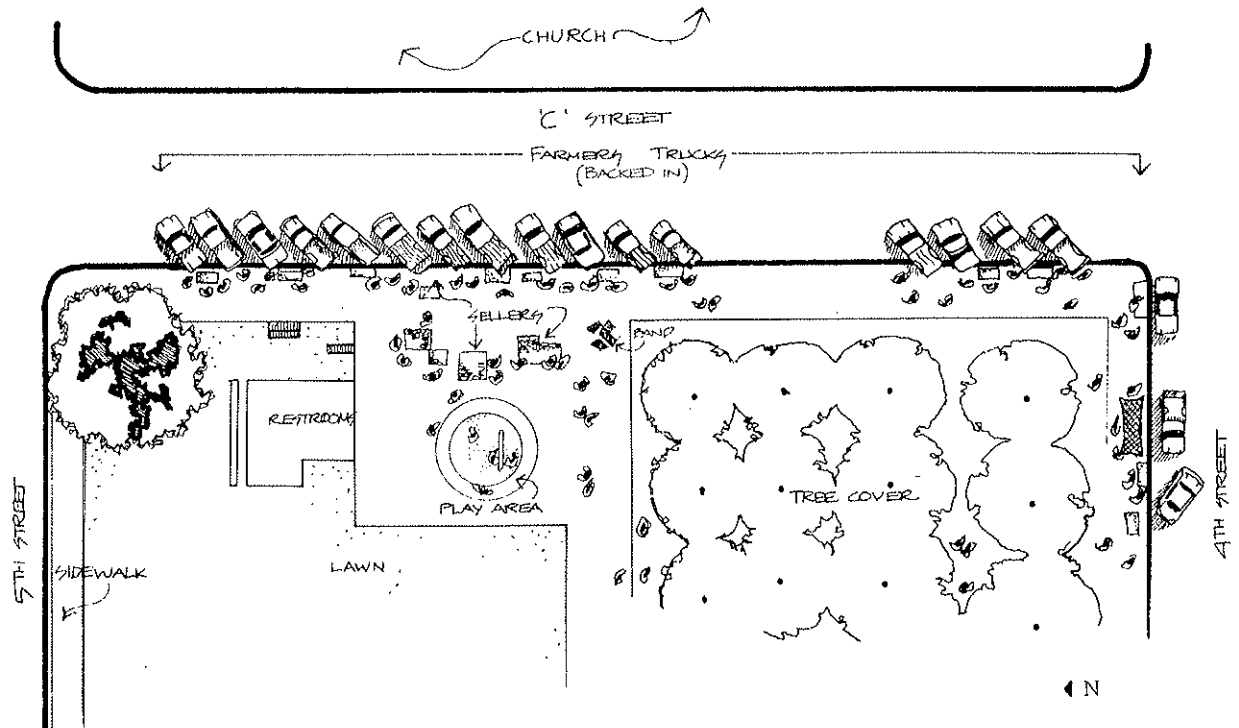 CHURCH
'C' STREET
FARMERS TRUCKS
(BACKED IN)
SELLERS
BAND
RESTROOMS
PLAY AREA
TREE COVER
5TH STREET
4TH STREET
SIDEWALK
LAWN
N